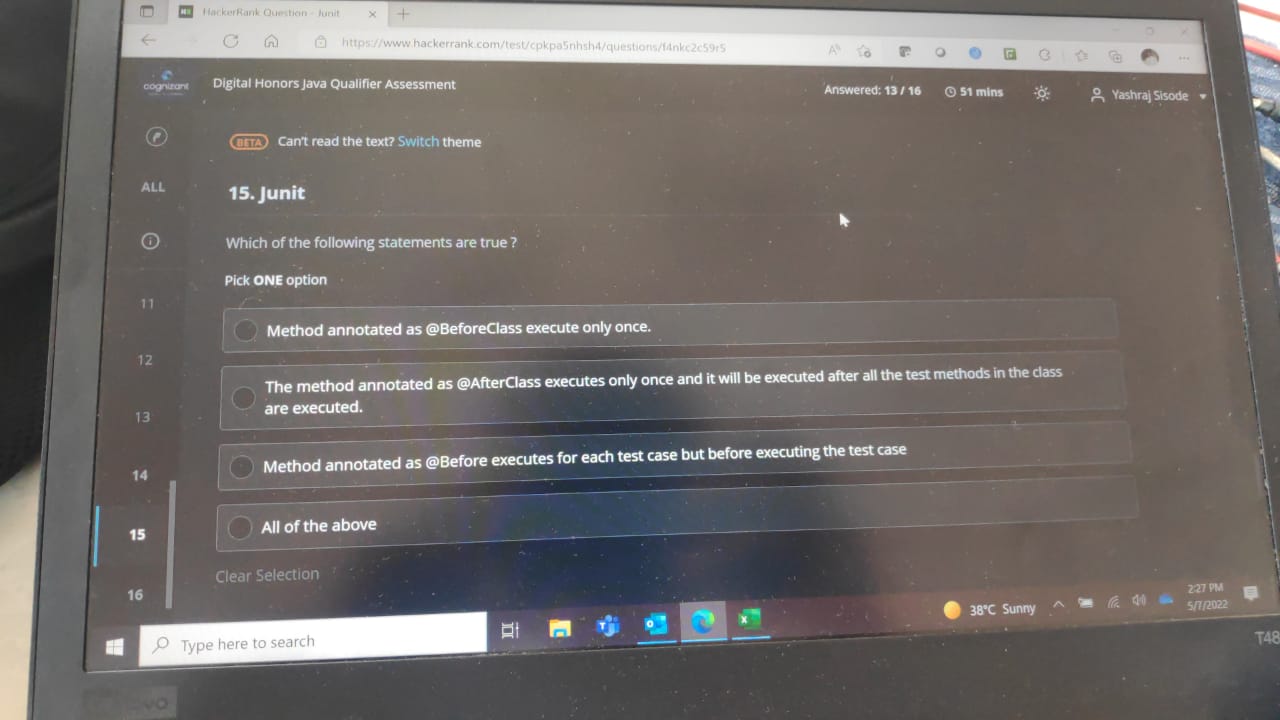 HackerRank Question - Junit
https://www.hackerrank.com/test/cpkpa5nhsh4/questions/f4nkc2c59r5
cognizant
Digital Honors Java Qualifier Assessment
Answered: 13 / 16
51 mins
Yashraj Sisode
BETA Can't read the text? Switch theme
ALL
15. Junit
Which of the following statements are true ?
Pick ONE option
11
Method annotated as @BeforeClass execute only once.
12
The method annotated as @AfterClass executes only once and it will be executed after all the test methods in the class
are executed.
13
Method annotated as @Before executes for each test case but before executing the test case
14
All of the above
15
Clear Selection
16
Type here to search
38°C Sunny
2:27 PM
5/7/2022
T48